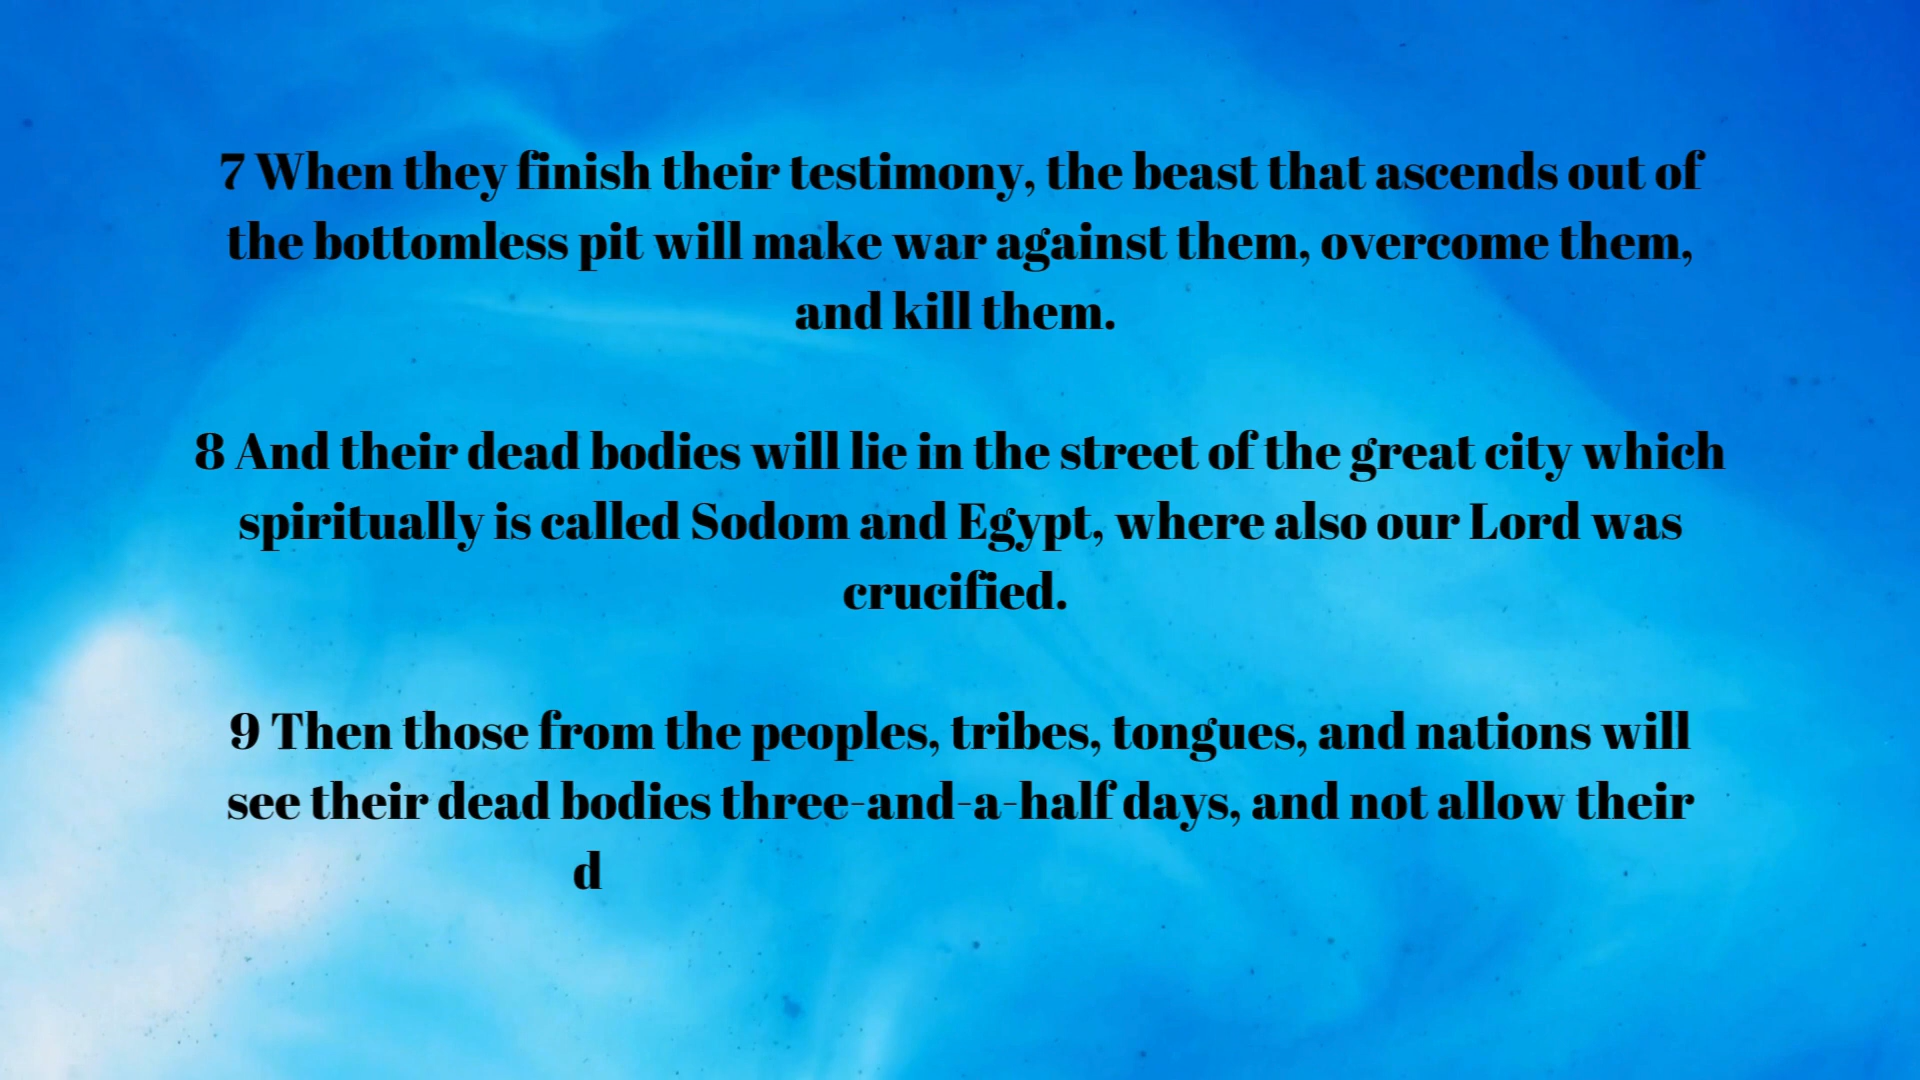 7 When they finish their testimony, the beast that ascends out of
the bottomless pit will make war against them, overcome them,
and kill them.
8 And their dead bodies will lie in the street of the great city which
spiritually is called Sodom and Egypt, where also our Lord was
crucified.
9 Then those from the peoples, tribes, tongues, and nations will
see their dead bodies three-and-a-half days, and not allow their
d